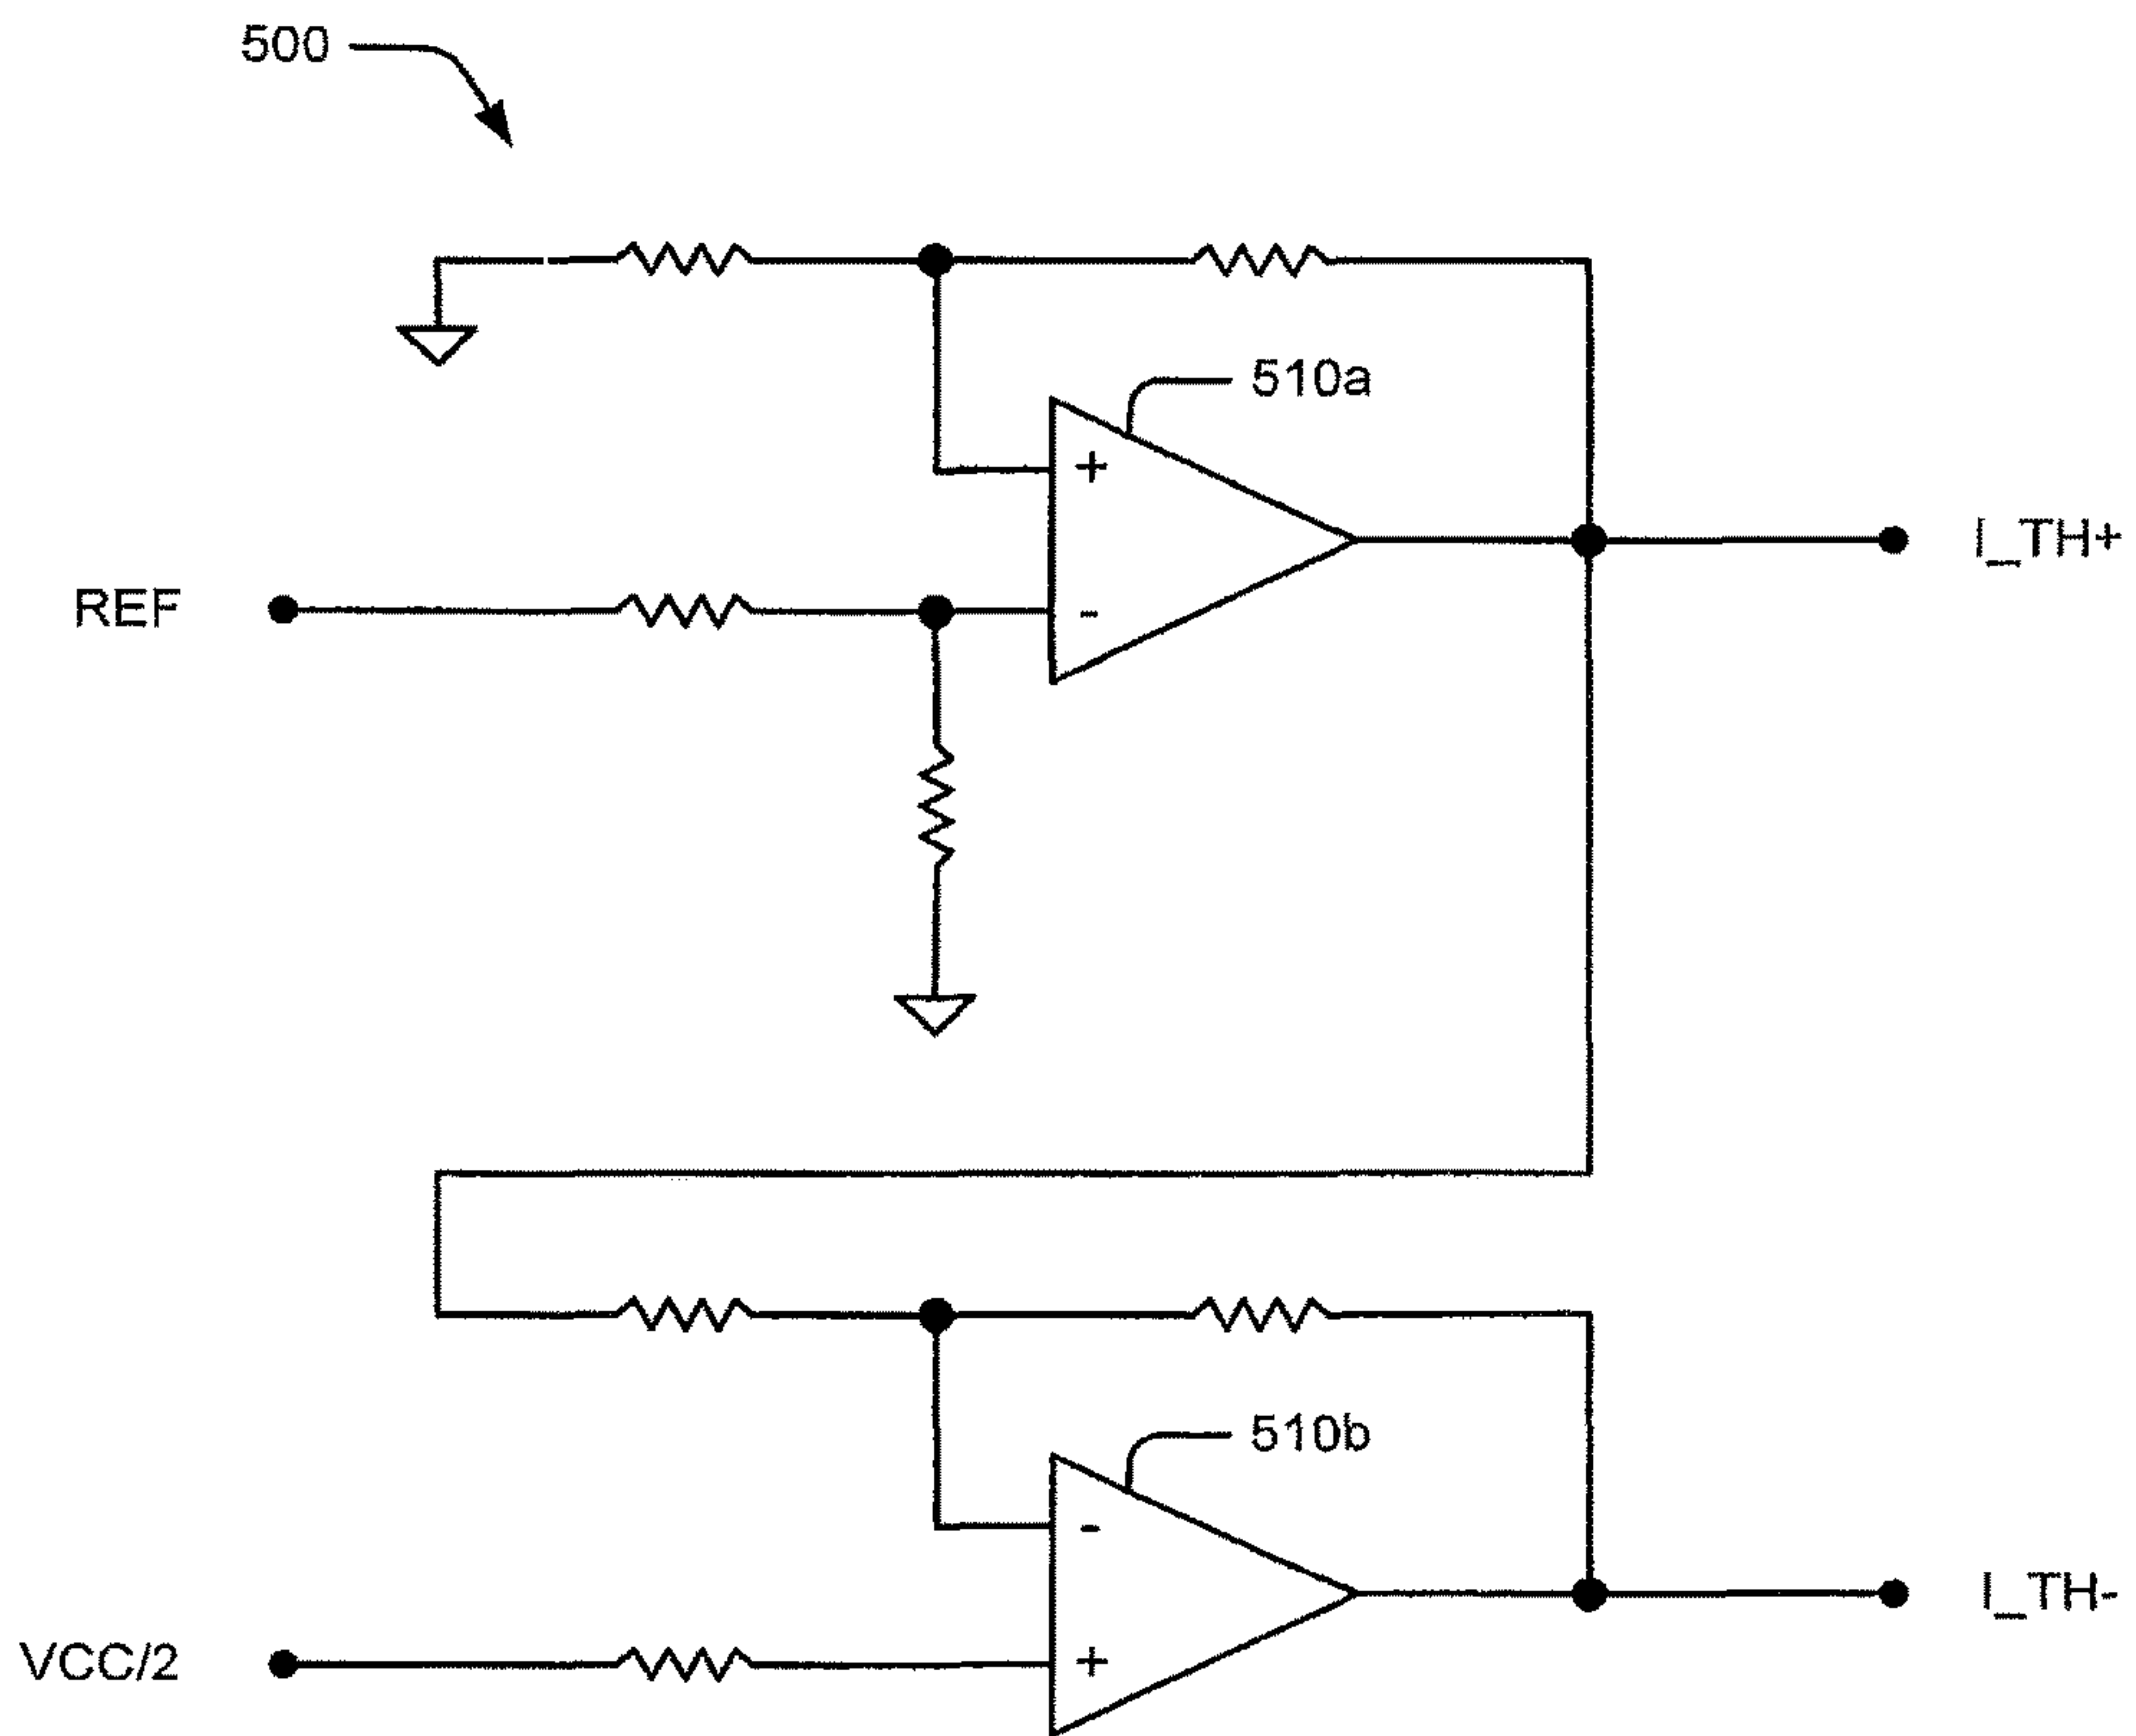 500
510a
+
I_TH+
REF
-
510b
-
I_TH-
VCC/2
+